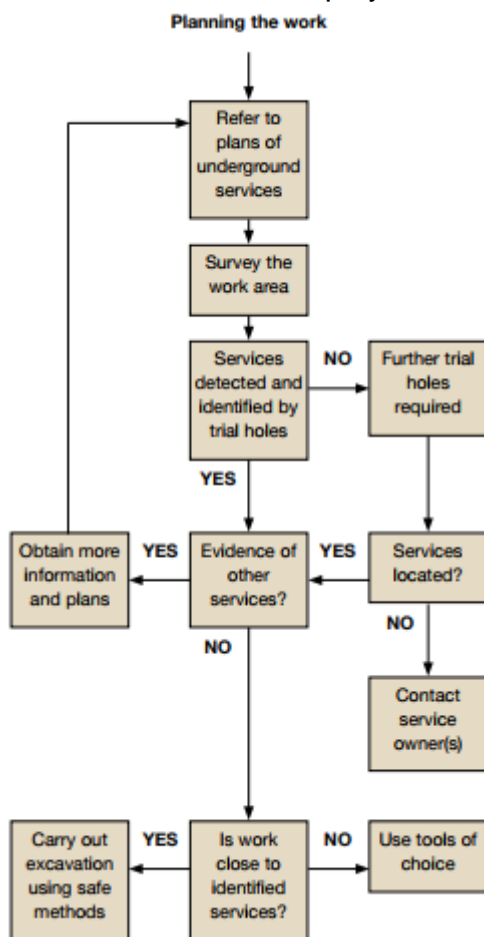 Planning the work
Refer to
plans of
underground
services
Survey the
work area
Services
detected and
identified by
trial holes
NO
Further trial
holes
required
YES
Obtain more
information
and plans
YES
Evidence of
other
services?
YES
Services
located?
NO
NO
Contact
service
owner(s)
Carry out
excavation
using safe
methods
YES
Is work
close to
identified
services?
NO
Use tools of
choice